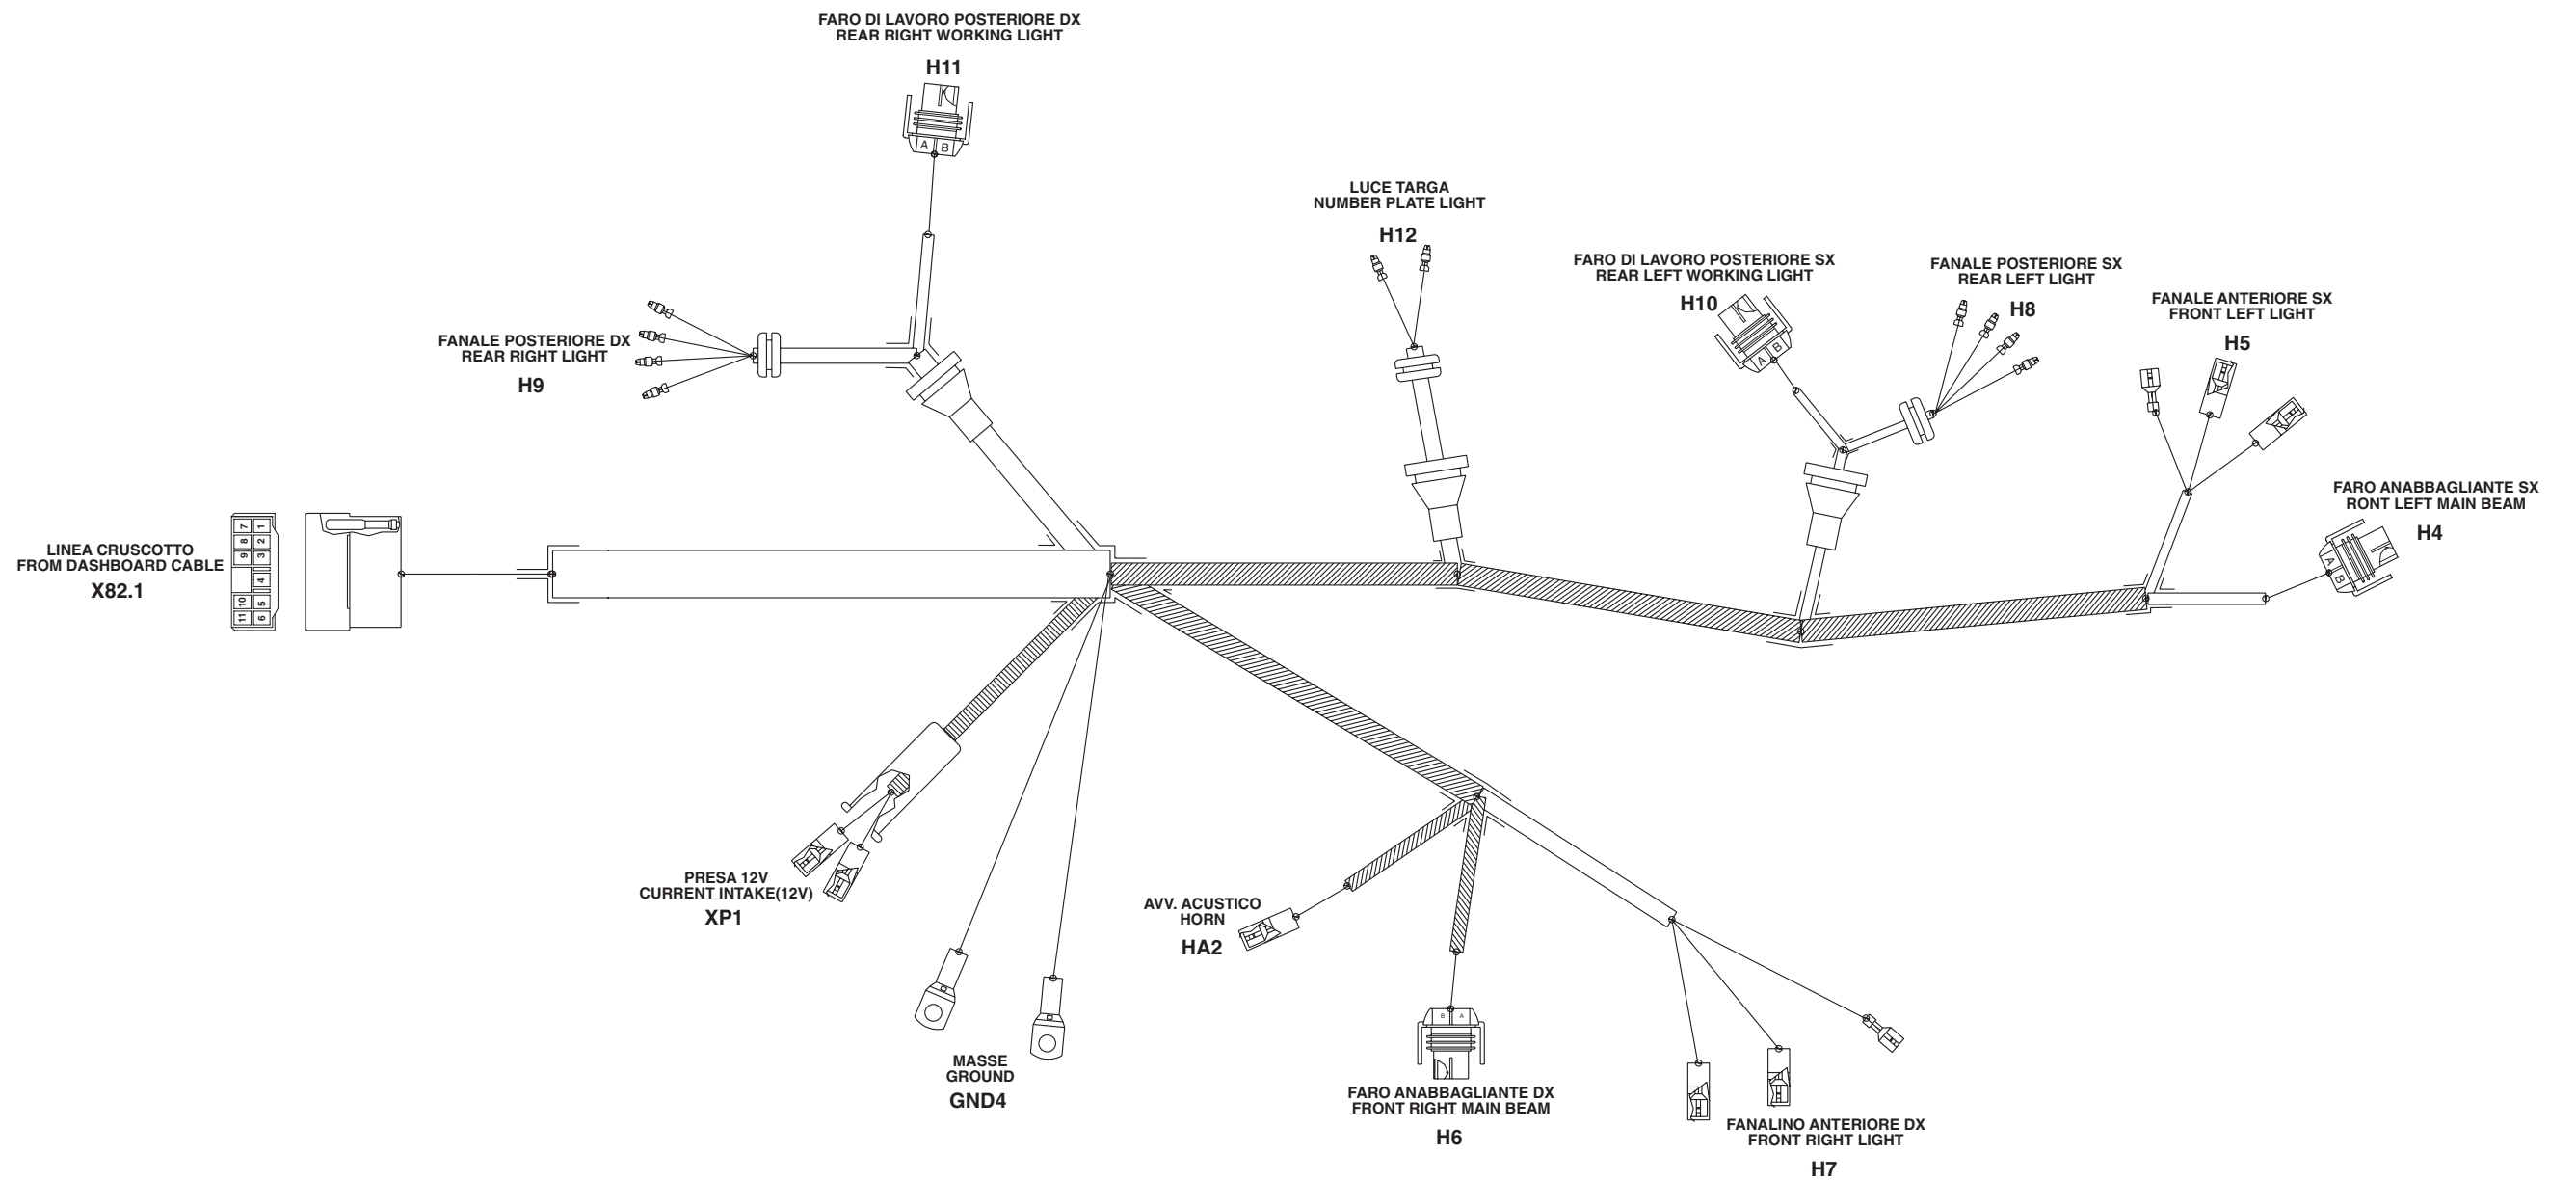 FARO DI LAVORO POSTERIORE DX
REAR RIGHT WORKING LIGHT
H11
A B
LUCE TARGA
NUMBER PLATE LIGHT
H12
FARO DI LAVORO POSTERIORE SX
REAR LEFT WORKING LIGHT
H10
A B
FANALE POSTERIORE SX
REAR LEFT LIGHT
H8
FANALE ANTERIORE SX
FRONT LEFT LIGHT
H5
FANALE POSTERIORE DX
REAR RIGHT LIGHT
H9
FARO ANABBAGLIANTE SX
RONT LEFT MAIN BEAM
H4
A B
LINEA CRUSCOTTO
FROM DASHBOARD CABLE
X82.1
7 1
8 2
9 3
4
10 5
11 6
PRESA 12V
CURRENT INTAKE(12V)
XP1
AVV. ACUSTICO
HORN
HA2
MASSE
GROUND
GND4
B A
FARO ANABBAGLIANTE DX
FRONT RIGHT MAIN BEAM
H6
FANALINO ANTERIORE DX
FRONT RIGHT LIGHT
H7